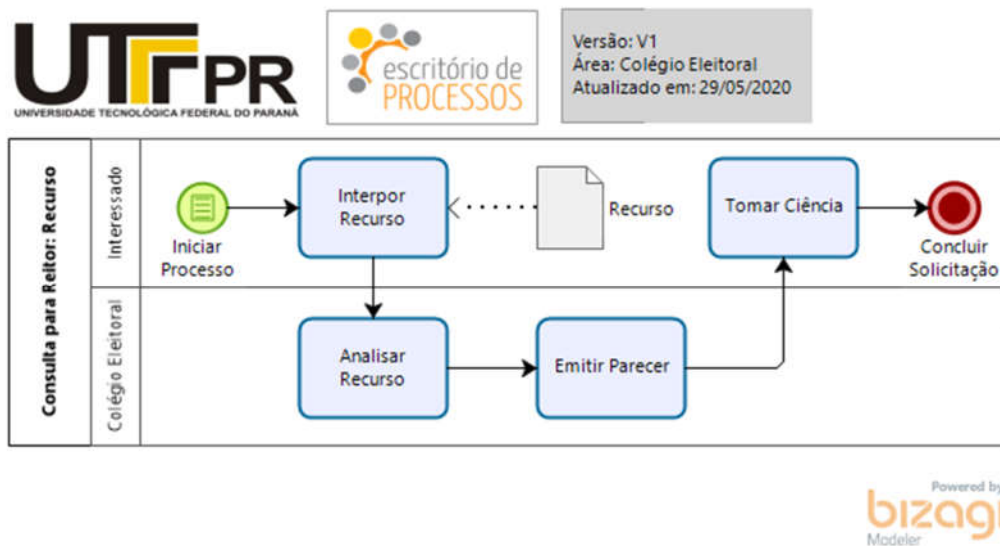 UTFPR
UNIVERSIDADE TECNOLÓGICA FEDERAL DO PARANÁ
escritório de
PROCESSOS
Versão: V1
Área: Colégio Eleitoral
Atualizado em: 29/05/2020
Consulta para Reitor: Recurso
Interessado
Iniciar
Processo
Interpor
Recurso
Recurso
Tomar Ciência
Concluir
Solicitação
Colégio Eleitoral
Analisar
Recurso
Emitir Parecer
Powered by
bizagi
Modeler